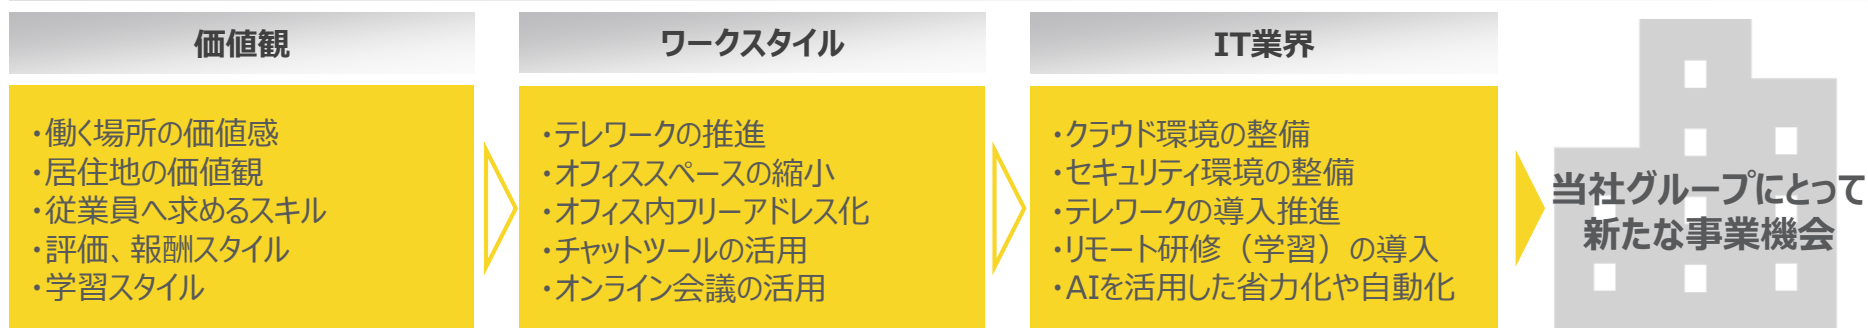 価値観
・働く場所の価値感
・居住地の価値観
・従業員へ求めるスキル
・評価、報酬スタイル
・学習スタイル
ワークスタイル
・テレワークの推進
・オフィススペースの縮小
・オフィス内フリーアドレス化
・チャットツールの活用
・オンライン会議の活用
IT業界
・クラウド環境の整備
・セキュリティ環境の整備
・テレワークの導入推進
・リモート研修（学習）の導入
・AIを活用した省力化や自動化
当社グループにとって
新たな事業機会